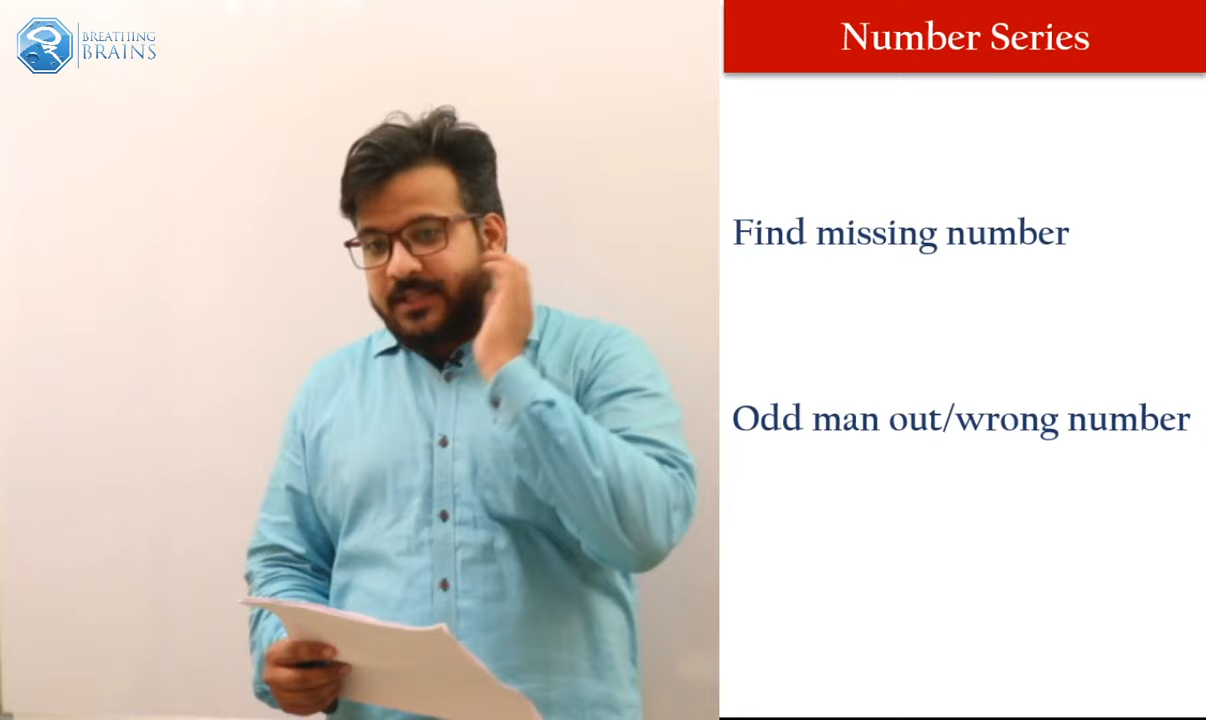 BREATHING
BRAINS
Number Series
Find missing number
Odd man out/wrong number